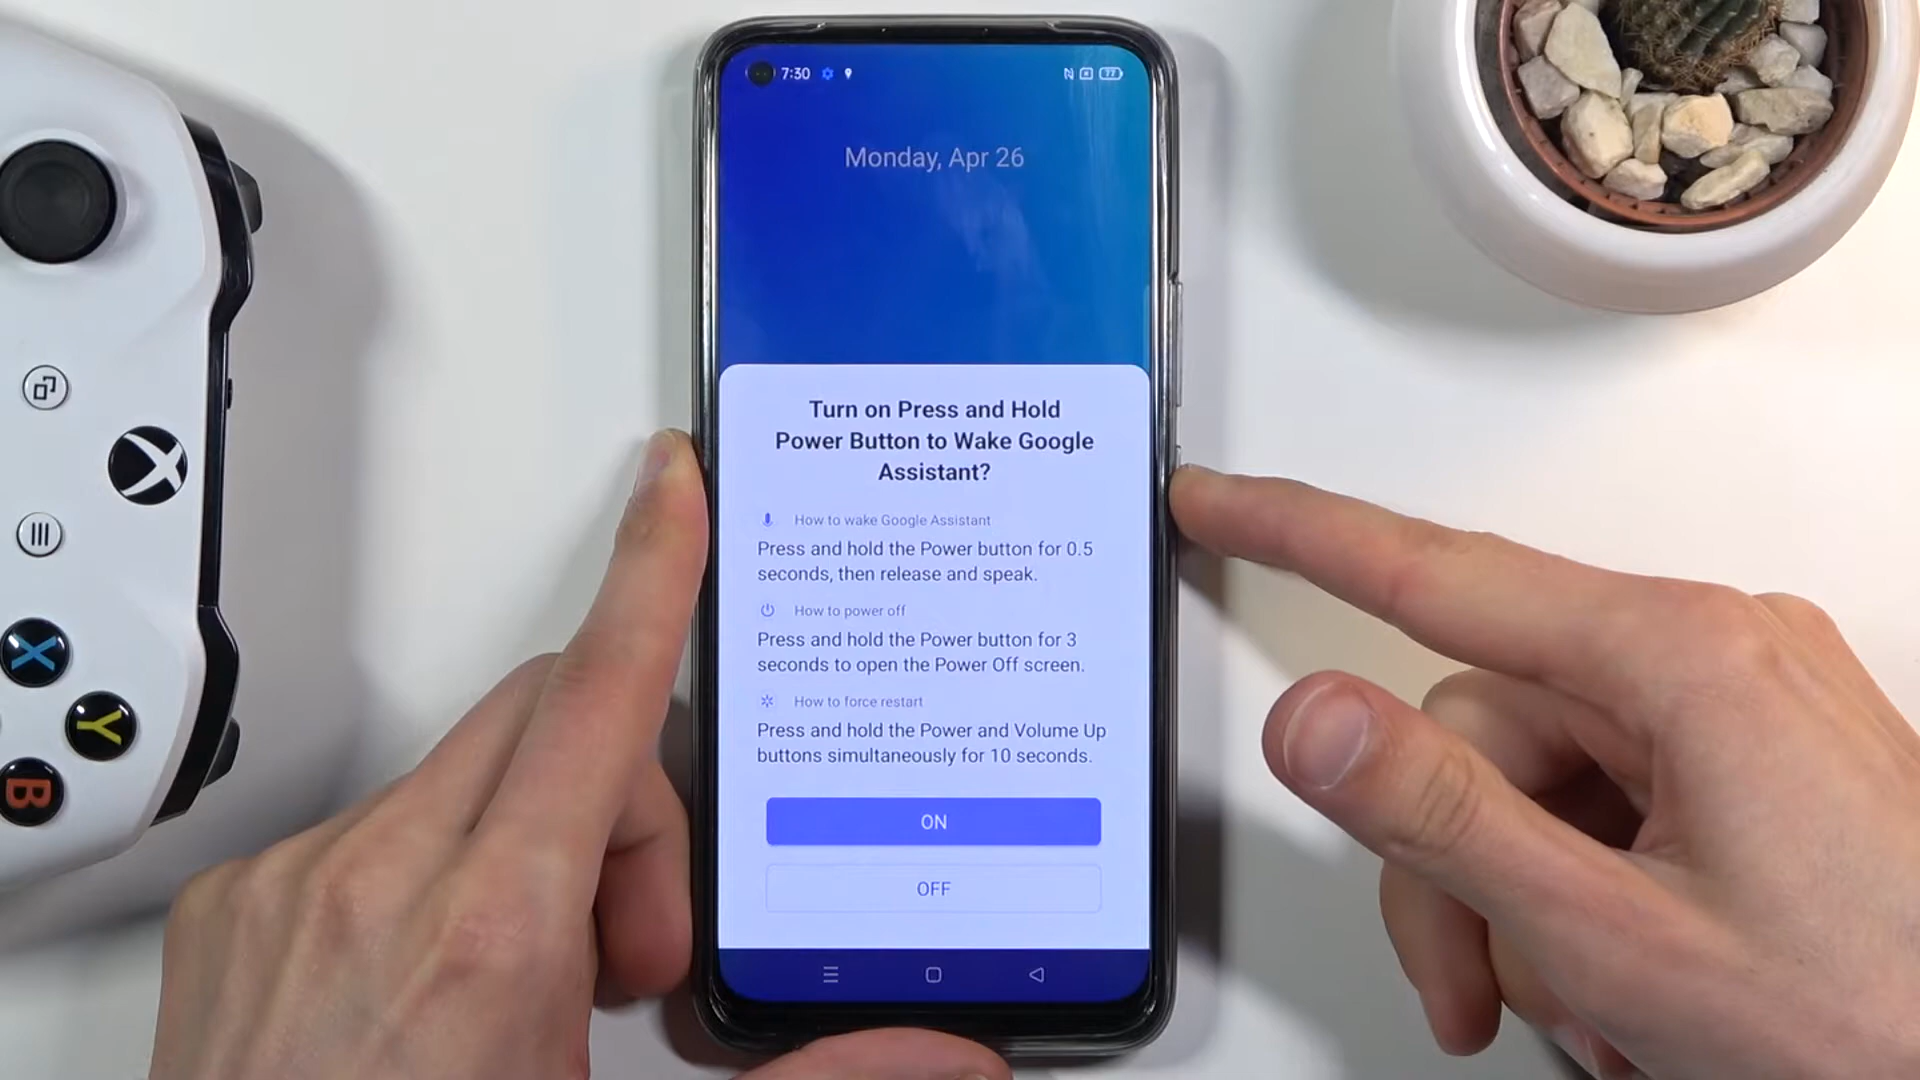 7:30
77
Monday, Apr 26
Turn on Press and Hold
Power Button to Wake Google
Assistant?
How to wake Google Assistant
Press and hold the Power button for 0.5
seconds, then release and speak.
How to power off
Press and hold the Power button for 3
seconds to open the Power Off screen.
How to force restart
Press and hold the Power and Volume Up
buttons simultaneously for 10 seconds.
ON
OFF
X
Y
B